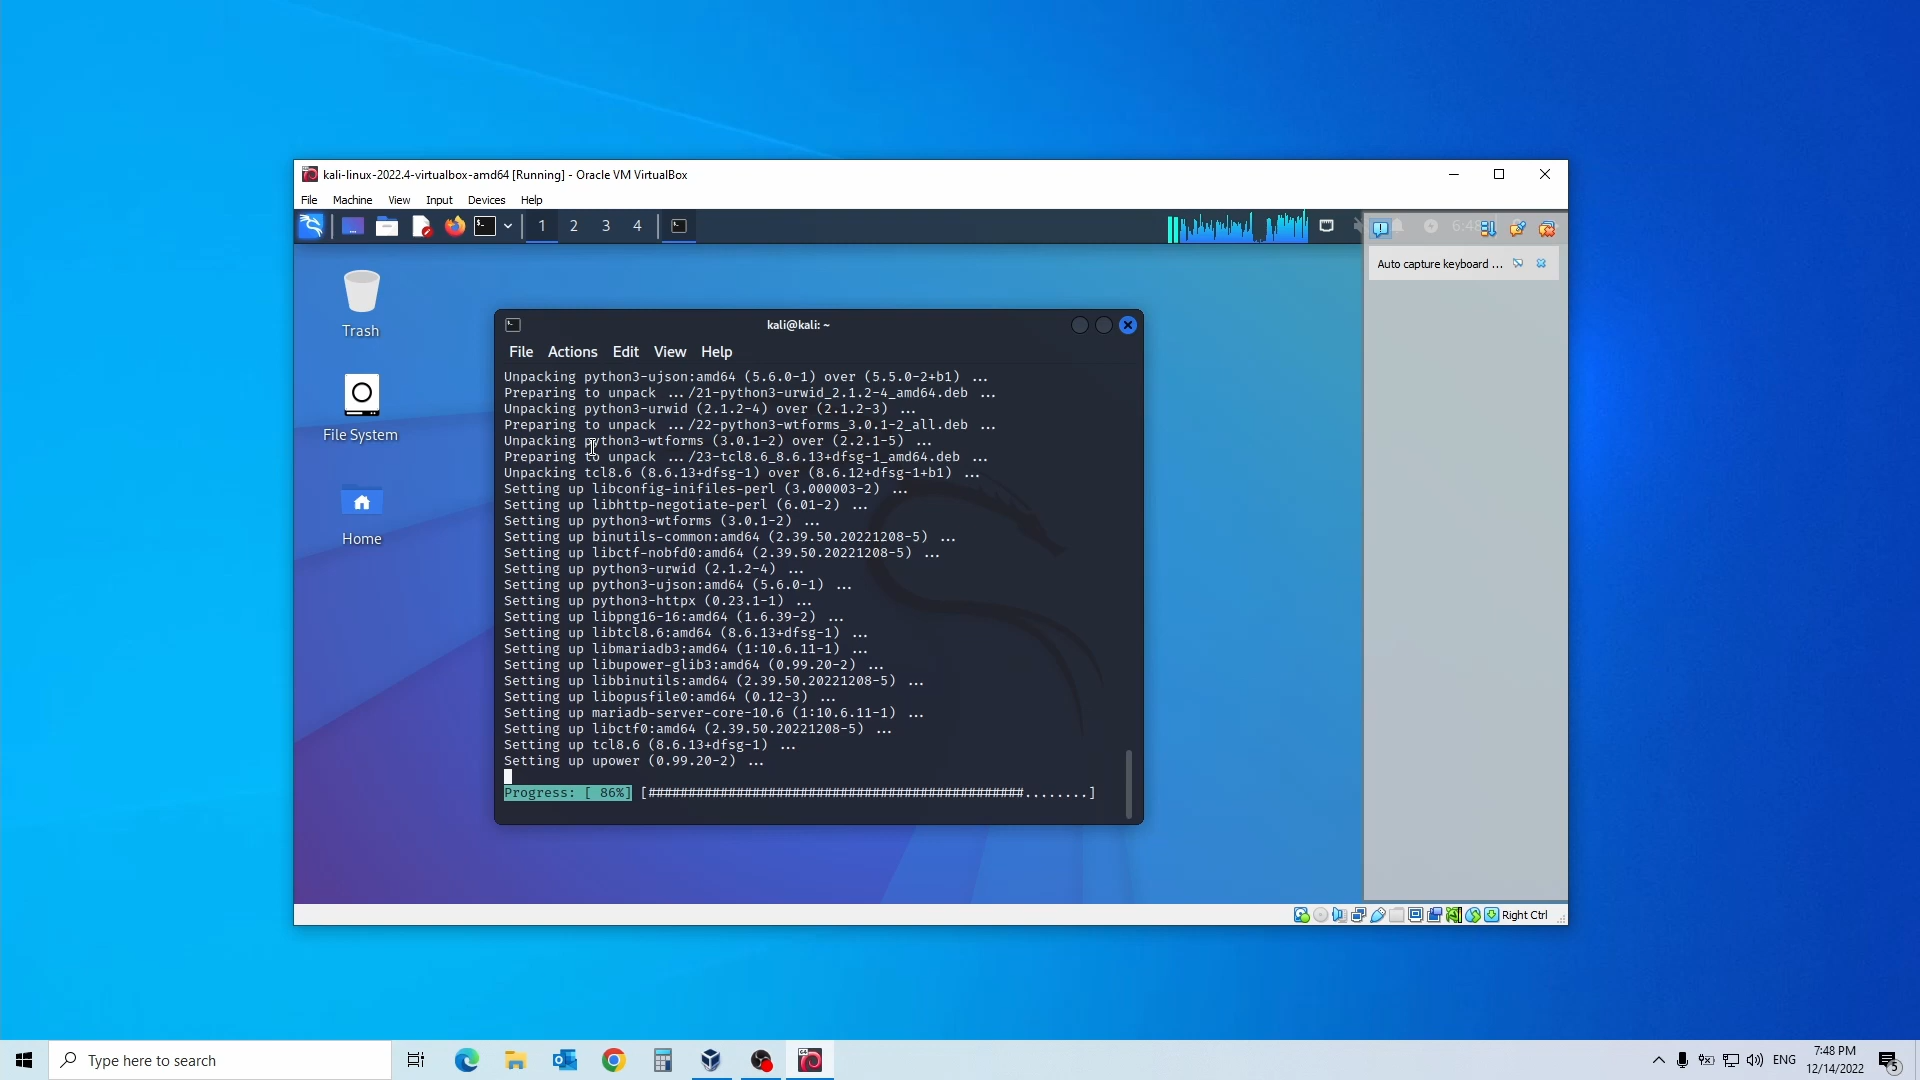 kali-linux-2022.4-virtualbox-amd64 [Running] - Oracle VM VirtualBox
File Machine View Input Devices Help
1 2 3 4
Auto capture keyboard ...
Trash
File System
Home
kali@kali: ~
File Actions Edit View Help
Unpacking python3-ujson:amd64 (5.6.0-1) over (5.5.0-2+b1) ...
Preparing to unpack .../21-python3-urwid_2.1.2-4_amd64.deb ...
Unpacking python3-urwid (2.1.2-4) over (2.1.2-3) ...
Preparing to unpack .../22-python3-wtforms_3.0.1-2_all.deb ...
Unpacking python3-wtforms (3.0.1-2) over (2.2.1-5) ...
Preparing to unpack .../23-tcl8.6_8.6.13+dfsg-1_amd64.deb ...
Unpacking tcl8.6 (8.6.13+dfsg-1) over (8.6.12+dfsg-1+b1) ...
Setting up libconfig-inifiles-perl (3.000003-2) ...
Setting up libhttp-negotiate-perl (6.01-2) ...
Setting up python3-wtforms (3.0.1-2) ...
Setting up binutils-common:amd64 (2.39.50.20221208-5) ...
Setting up libctf-nobfd0:amd64 (2.39.50.20221208-5) ...
Setting up python3-urwid (2.1.2-4) ...
Setting up python3-ujson:amd64 (5.6.0-1) ...
Setting up python3-httpx (0.23.1-1) ...
Setting up libpng16-16:amd64 (1.6.39-2) ...
Setting up libtcl8.6:amd64 (8.6.13+dfsg-1) ...
Setting up libmariadb3:amd64 (1:10.6.11-1) ...
Setting up libupower-glib3:amd64 (0.99.20-2) ...
Setting up libbinutils:amd64 (2.39.50.20221208-5) ...
Setting up libopusfile0:amd64 (0.12-3) ...
Setting up mariadb-server-core-10.6 (1:10.6.11-1) ...
Setting up libctf0:amd64 (2.39.50.20221208-5) ...
Setting up tcl8.6 (8.6.13+dfsg-1) ...
Setting up upower (0.99.20-2) ...
Progress: [ 86%] [###############################################........]
Right Ctrl
Type here to search
ENG
7:48 PM
12/14/2022
5